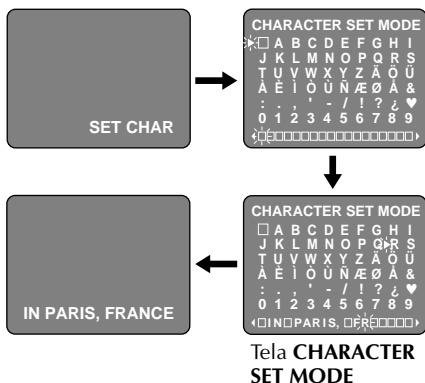 SET CHAR
CHARACTER SET MODE
□ A B C D E F G H I
J K L M N O P Q R S
T U V W X Y Z Ä Ö Ü
À È Ì Ò Ù Ñ Æ Ø Å &
: . , ' - / ! ? ¿ ♥
0 1 2 3 4 5 6 7 8 9
CHARACTER SET MODE
□ A B C D E F G H I
J K L M N O P Q R S
T U V W X Y Z Ä Ö Ü
À È Ì Ò Ù Ñ Æ Ø Å &
: . , ' - / ! ? ¿ ♥
0 1 2 3 4 5 6 7 8 9
□IN□PARIS, □FR□□□□□
IN PARIS, FRANCE
Tela CHARACTER
SET MODE